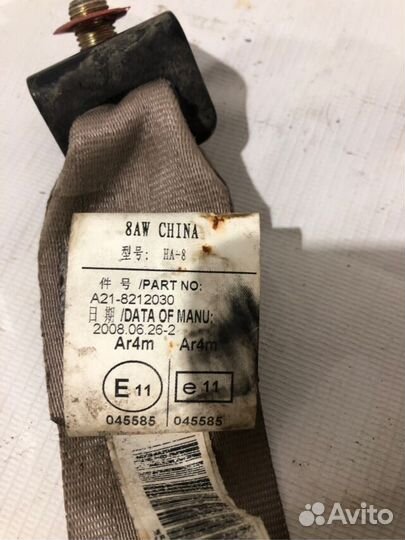 8AW CHINA
型号: HA-8
件 号 /PART NO:
A21-8212030
日 期 /DATA OF MANU:
2008.06.26-2
Ar4m Ar4m
E 11 e 11
045585 045585
Avito